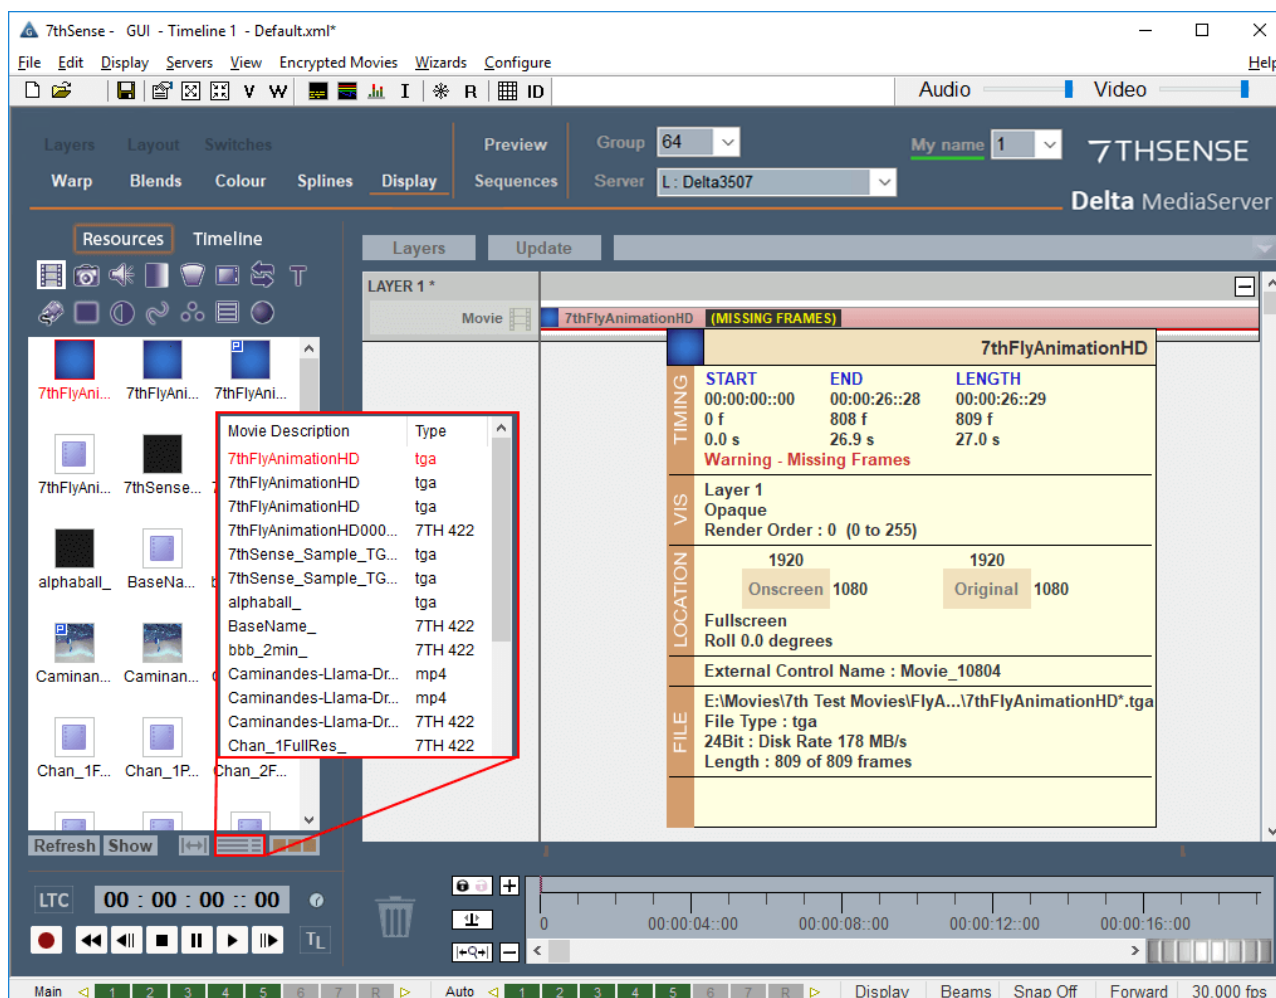 7thSense - GUI - Timeline 1 - Default.xml*
File Edit Display Servers View Encrypted Movies Wizards Configure Help
V W I R ID Audio Video
Layers Layout Switches Preview Group 64 My name 1 7THSENSE
Warp Blends Colour Splines Display Sequences Server L : Delta3507
Delta MediaServer
Resources Timeline
Layers Update
T
LAYER 1 *
Movie 7thFlyAnimationHD (MISSING FRAMES)
P
7thFlyAni... 7thFlyAni... 7thFlyAni...
7thFlyAni... 7thSense...
alphaball_ BaseNa...
P
Caminan... Caminan...
Chan_1F... Chan_1P... Chan_2F...
Movie Description Type
7thFlyAnimationHD tga
7thFlyAnimationHD tga
7thFlyAnimationHD tga
7thFlyAnimationHD000... 7TH 422
7thSense_Sample_TG... tga
7thSense_Sample_TG... tga
alphaball_ tga
BaseName_ 7TH 422
bbb_2min_ 7TH 422
Caminandes-Llama-Dr... mp4
Caminandes-Llama-Dr... mp4
Caminandes-Llama-Dr... 7TH 422
Chan_1FullRes_ 7TH 422
7thFlyAnimationHD
TIMING
START END LENGTH
00:00:00::00 00:00:26::28 00:00:26::29
0 f 808 f 809 f
0.0 s 26.9 s 27.0 s
Warning - Missing Frames
VIS
Layer 1
Opaque
Render Order : 0 (0 to 255)
LOCATION
1920 1920
Onscreen 1080 Original 1080
Fullscreen
Roll 0.0 degrees
External Control Name : Movie_10804
FILE
E:\Movies\7th Test Movies\FlyA...\7thFlyAnimationHD*.tga
File Type : tga
24Bit : Disk Rate 178 MB/s
Length : 809 of 809 frames
Refresh Show
LTC 00 : 00 : 00 :: 00
TL
0 00:00:04::00 00:00:08::00 00:00:12::00 00:00:16::00
Main 1 2 3 4 5 6 7 R Auto 1 2 3 4 5 6 7 R Display Beams Snap Off Forward 30.000 fps